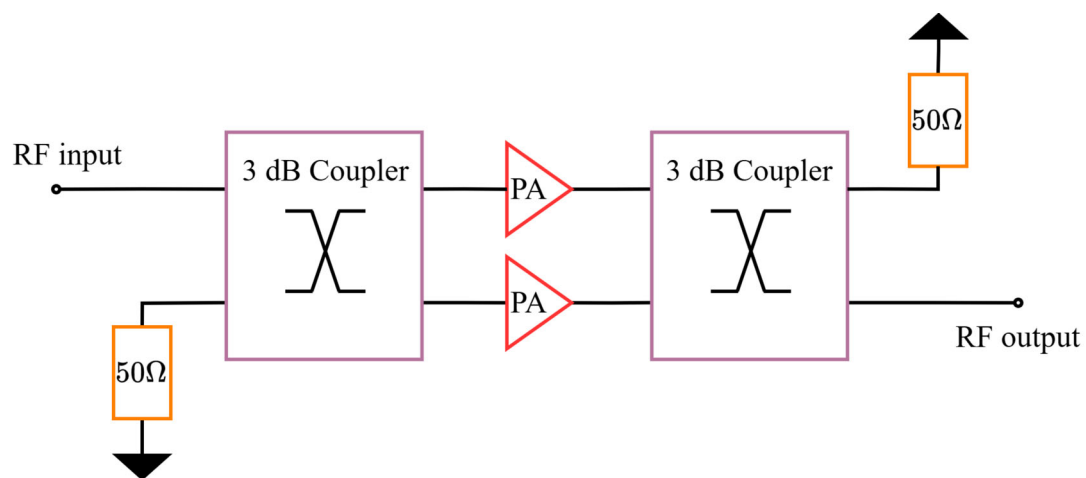 50Ω
RF input
3 dB Coupler
PA
3 dB Coupler
PA
50Ω
RF output